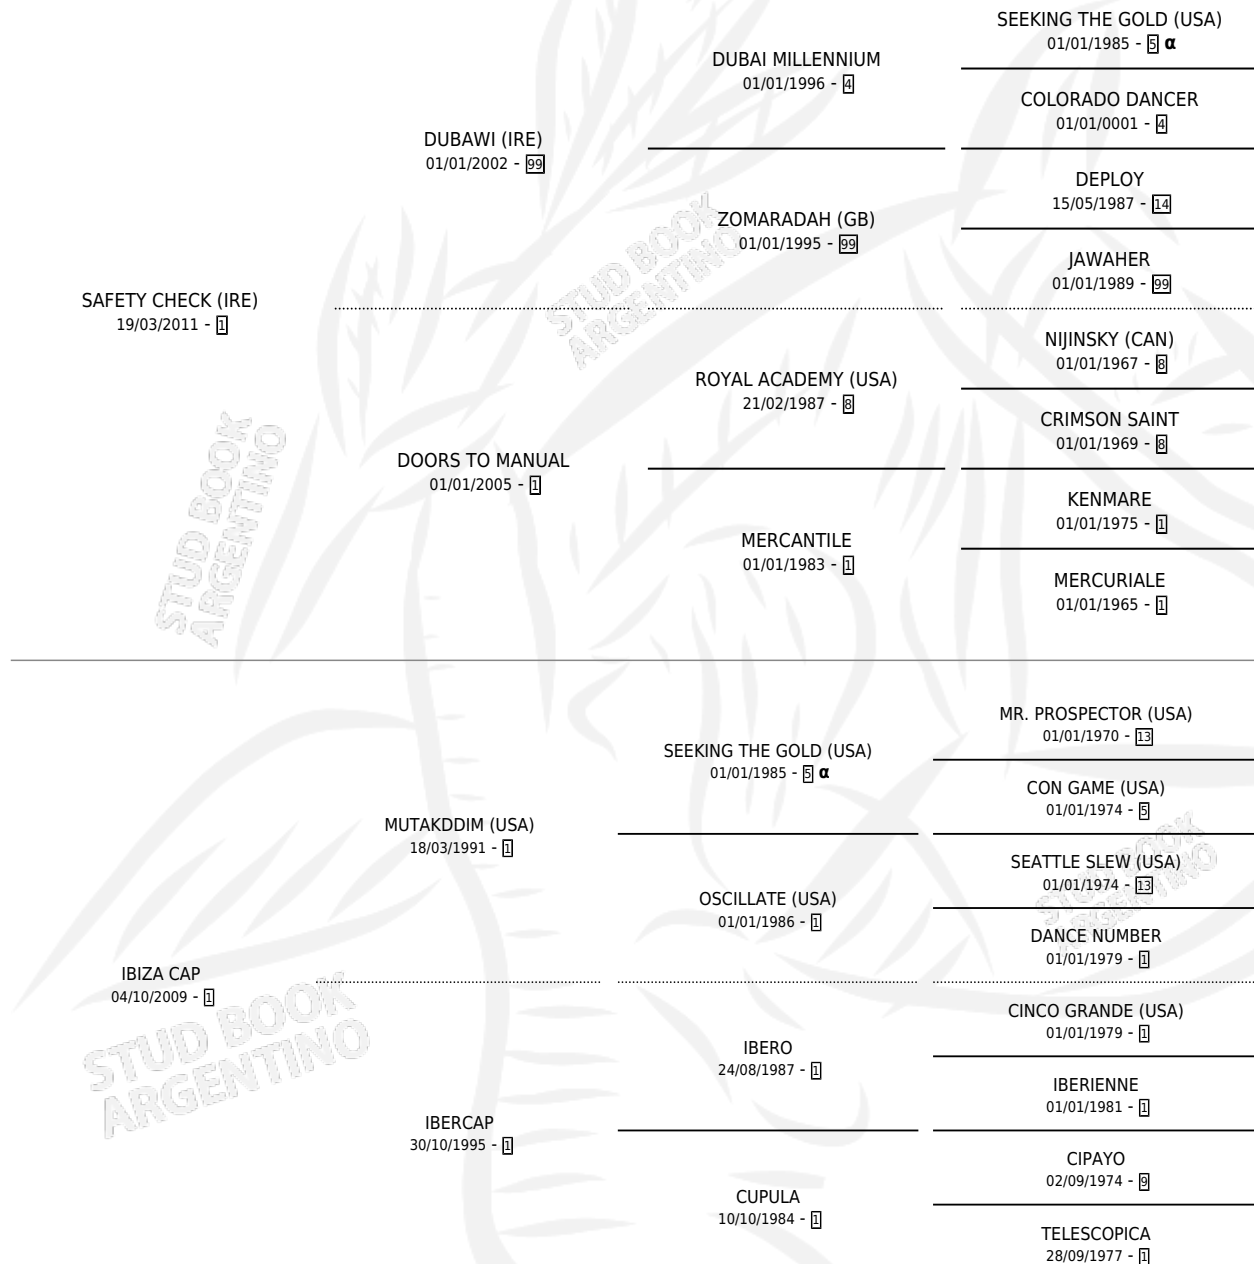 SEEKING THE GOLD (USA)
01/01/1985 - 5 α
DUBAI MILLENNIUM
01/01/1996 - 4
COLORADO DANCER
01/01/0001 - 4
DUBAWI (IRE)
01/01/2002 - 99
DEPLOY
15/05/1987 - 14
ZOMARADAH (GB)
01/01/1995 - 99
JAWAHER
01/01/1989 - 99
SAFETY CHECK (IRE)
19/03/2011 - 1
NIJINSKY (CAN)
01/01/1967 - 8
ROYAL ACADEMY (USA)
21/02/1987 - 8
CRIMSON SAINT
01/01/1969 - 8
DOORS TO MANUAL
01/01/2005 - 1
KENMARE
01/01/1975 - 1
MERCANTILE
01/01/1983 - 1
MERCURIALE
01/01/1965 - 1
STUD BOOK
ARGENTINO
STUD BOOK
ARGENTINO
MR. PROSPECTOR (USA)
01/01/1970 - 13
SEEKING THE GOLD (USA)
01/01/1985 - 5 α
CON GAME (USA)
01/01/1974 - 5
MUTAKDDIM (USA)
18/03/1991 - 1
SEATTLE SLEW (USA)
01/01/1974 - 13
OSCILLATE (USA)
01/01/1986 - 1
DANCE NUMBER
01/01/1979 - 1
STUD BOOK
ARGENTINO
IBIZA CAP
04/10/2009 - 1
CINCO GRANDE (USA)
01/01/1979 - 1
IBERO
24/08/1987 - 1
IBERIENNE
01/01/1981 - 1
IBERCAP
30/10/1995 - 1
CIPAYO
02/09/1974 - 9
CUPULA
10/10/1984 - 1
TELESCOPICA
28/09/1977 - 1
STUD BOOK
ARGENTINO